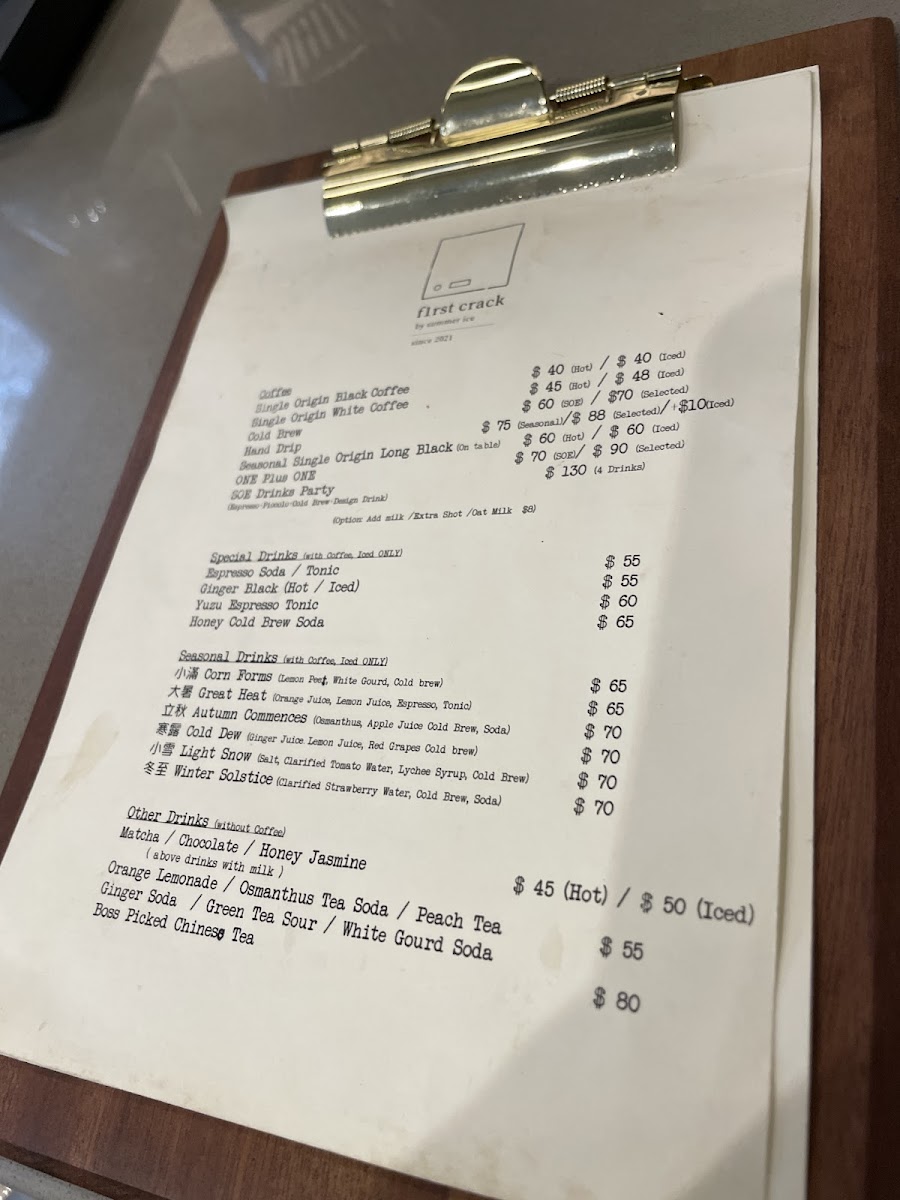 f1rst crack
by summer ice
since 2021
Coffee
Single Origin Black Coffee $ 40 (Hot) / $ 40 (Iced)
Single Origin White Coffee $ 45 (Hot) / $ 48 (Iced)
Cold Brew $ 60 (SOE) / $70 (Selected)
Hand Drip $ 75 (Seasonal)/$ 88 (Selected)/+$10(Iced)
Seasonal Single Origin Long Black (On table) $ 60 (Hot) / $ 60 (Iced)
ONE Plus ONE $ 70 (SOE)/ $ 90 (Selected)
SOE Drinks Party $ 130 (4 Drinks)
(Espresso-Piccolo-Cold Brew-Design Drink)
(Option: Add milk /Extra Shot /Oat Milk $8)
Special Drinks (with Coffee, Iced ONLY)
Espresso Soda / Tonic $ 55
Ginger Black (Hot / Iced) $ 55
Yuzu Espresso Tonic $ 60
Honey Cold Brew Soda $ 65
Seasonal Drinks (with Coffee, Iced ONLY)
小滿 Corn Forms (Lemon Peel, White Gourd, Cold brew) $ 65
大暑 Great Heat (Orange Juice, Lemon Juice, Espresso, Tonic) $ 65
立秋 Autumn Commences (Osmanthus, Apple Juice Cold Brew, Soda) $ 70
寒露 Cold Dew (Ginger Juice Lemon Juice, Red Grapes Cold brew) $ 70
小雪 Light Snow (Salt, Clarified Tomato Water, Lychee Syrup, Cold Brew) $ 70
冬至 Winter Solstice (Clarified Strawberry Water, Cold Brew, Soda) $ 70
Other Drinks (without Coffee)
Matcha / Chocolate / Honey Jasmine $ 45 (Hot) / $ 50 (Iced)
( above drinks with milk )
Orange Lemonade / Osmanthus Tea Soda / Peach Tea $ 55
Ginger Soda / Green Tea Sour / White Gourd Soda
Boss Picked Chinese Tea $ 80